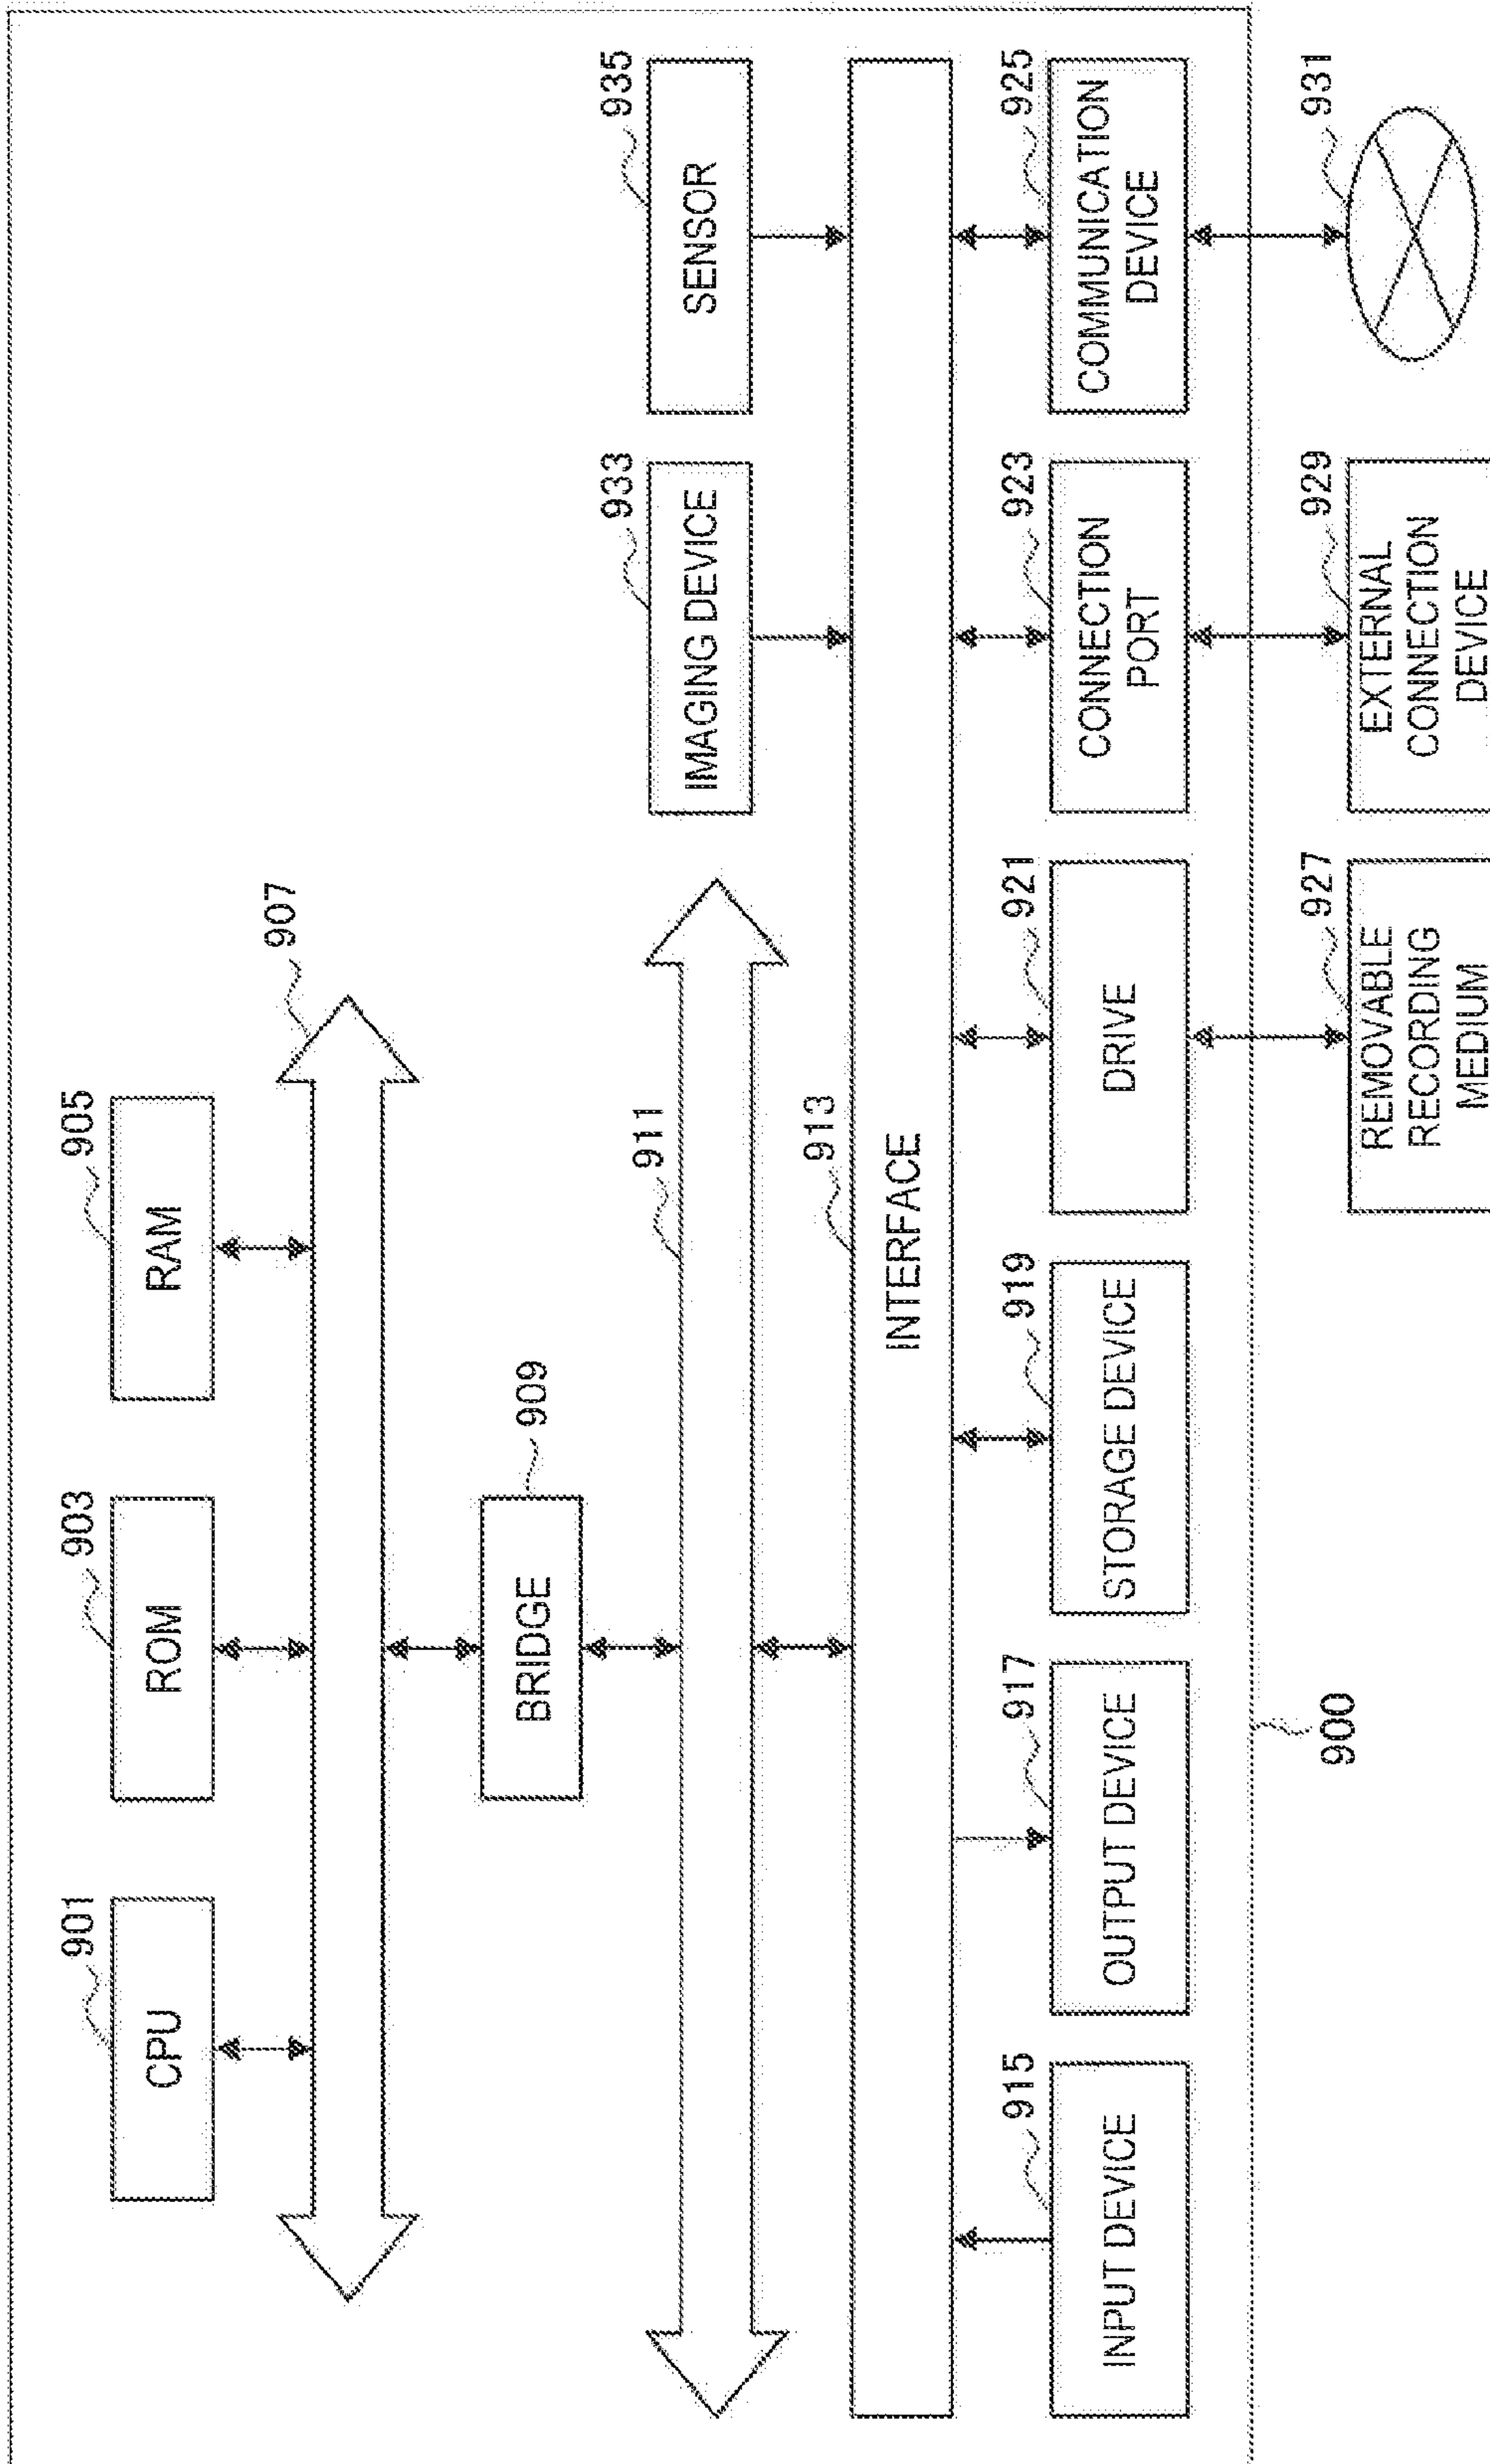 901
CPU
903
ROM
905
RAM
907
909
BRIDGE
911
933
IMAGING DEVICE
935
SENSOR
913
INTERFACE
915
INPUT DEVICE
917
OUTPUT DEVICE
919
STORAGE DEVICE
921
DRIVE
923
CONNECTION
PORT
925
COMMUNICATION
DEVICE
900
927
REMOVABLE
RECORDING
MEDIUM
929
EXTERNAL
CONNECTION
DEVICE
931